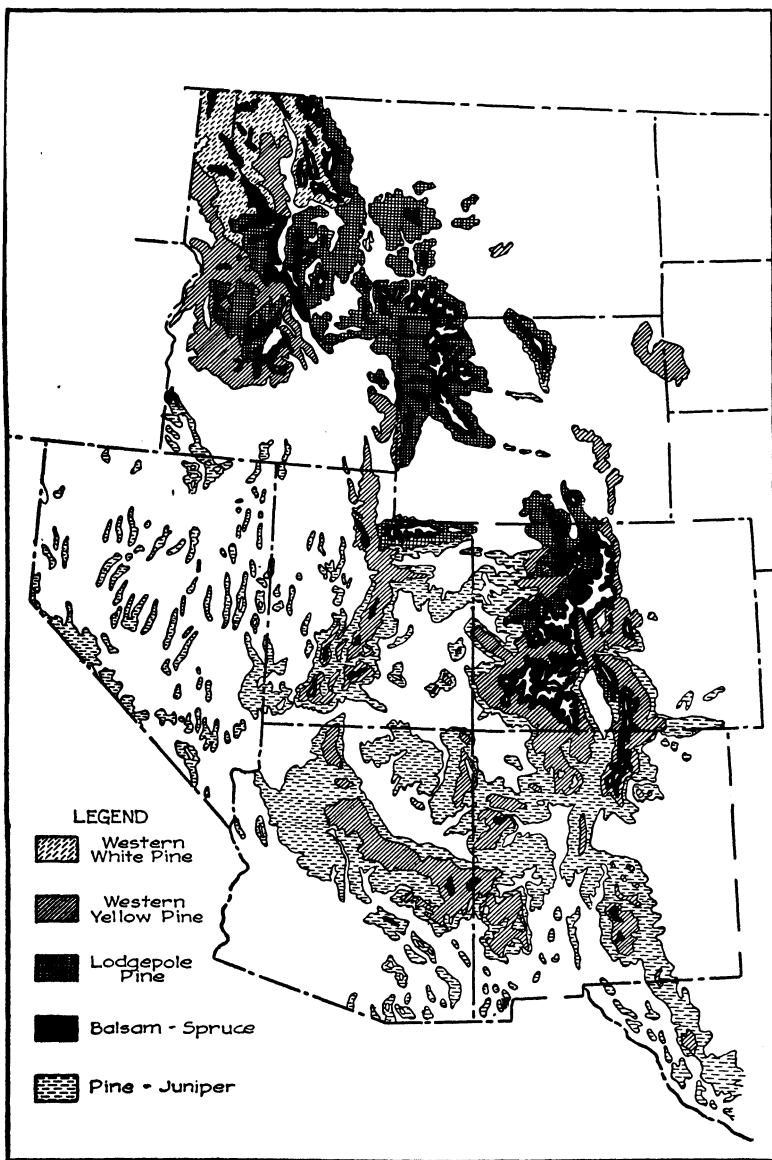 LEGEND
Western
White Pine
Western
Yellow Pine
Lodgepole
Pine
Balsam - Spruce
Pine - Juniper